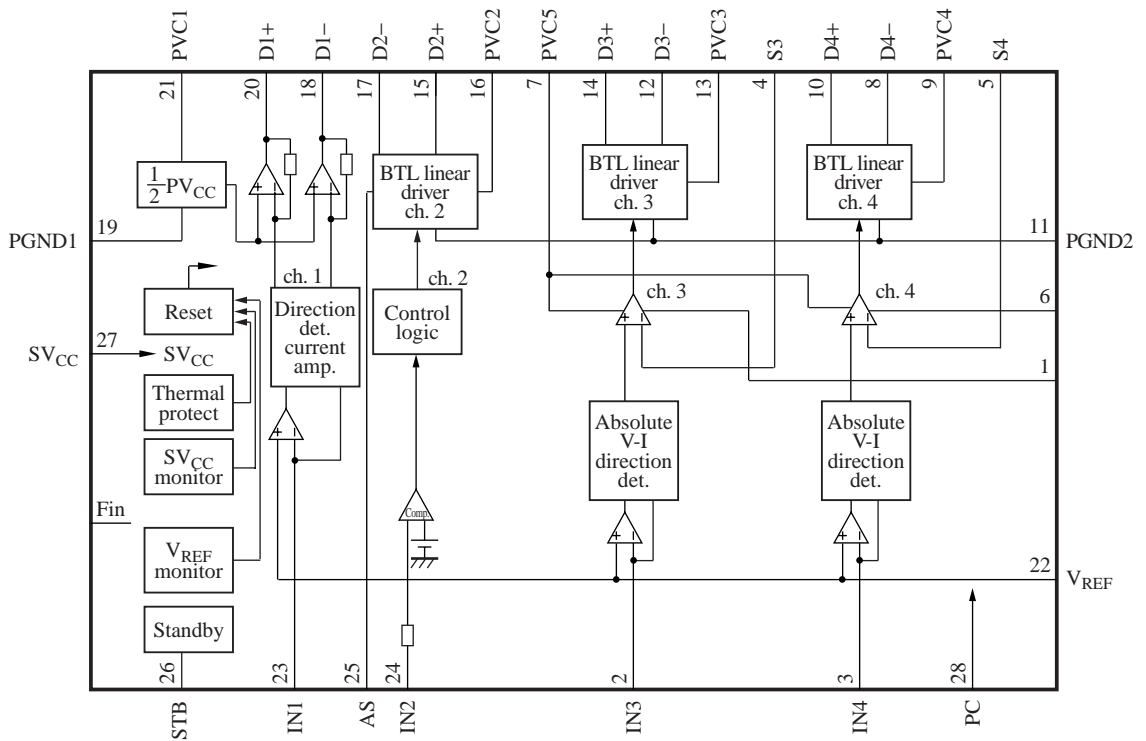 PVC1
D1+
D1−
D2−
D2+
PVC2
PVC5
D3+
D3−
PVC3
S3
D4+
D4−
PVC4
S4
21
20
18
17
15
16
7
14
12
13
4
10
8
9
5
1/2 PVCC
BTL linear
driver
ch. 2
BTL linear
driver
ch. 3
BTL linear
driver
ch. 4
+ −
+ −
PGND1
19
11
PGND2
ch. 1
ch. 2
ch. 3
ch. 4
6
Reset
Direction
det.
current
amp.
Control
logic
+ −
+ −
SVCC
27
SVCC
1
Thermal
protect
Absolute
V-I
direction
det.
Absolute
V-I
direction
det.
+ −
SVCC
monitor
Fin
Comp.
+ −
+ −
VREF
monitor
22
VREF
Standby
26
23
25
24
2
3
28
STB
IN1
AS
IN2
IN3
IN4
PC